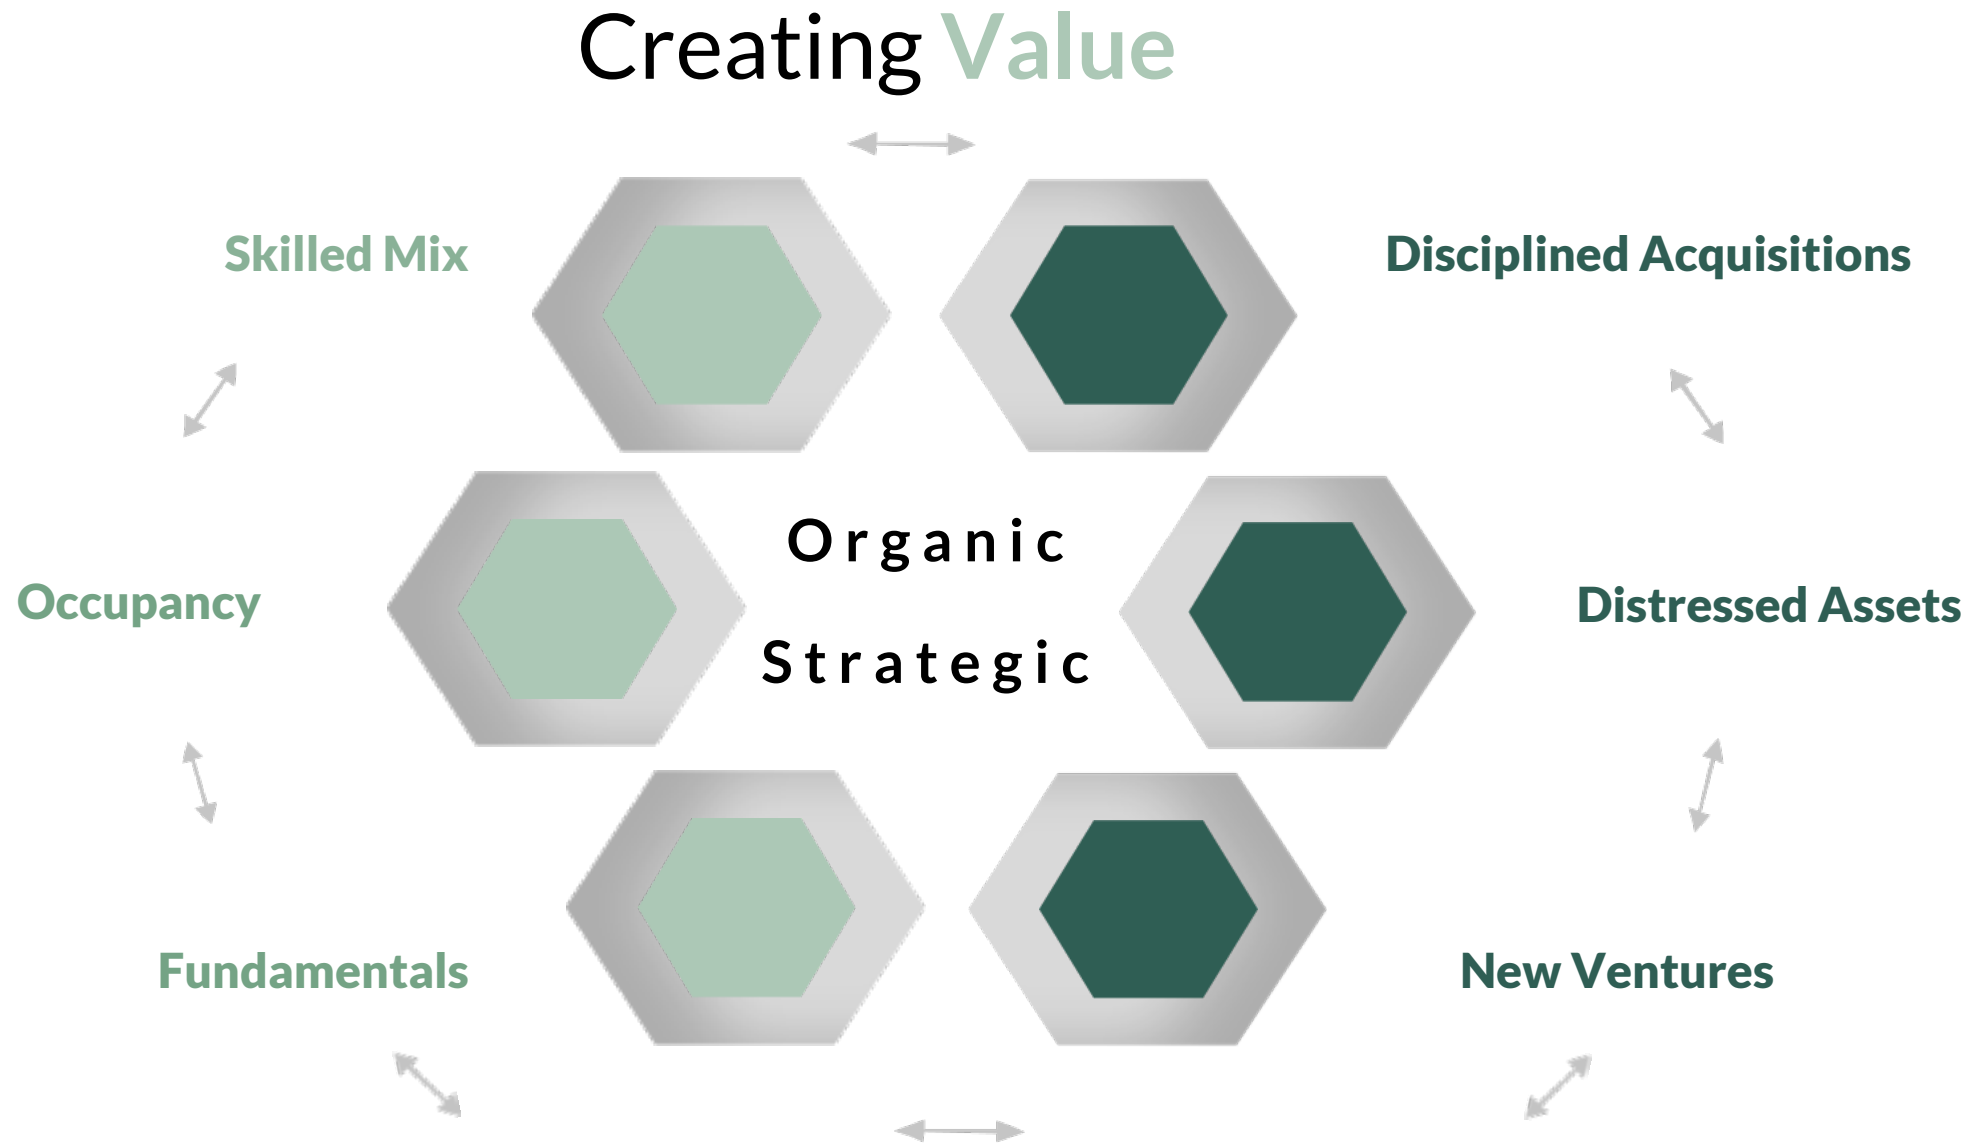 Creating Value
Skilled Mix
Disciplined Acquisitions
Organic
Occupancy
Distressed Assets
Strategic
Fundamentals
New Ventures